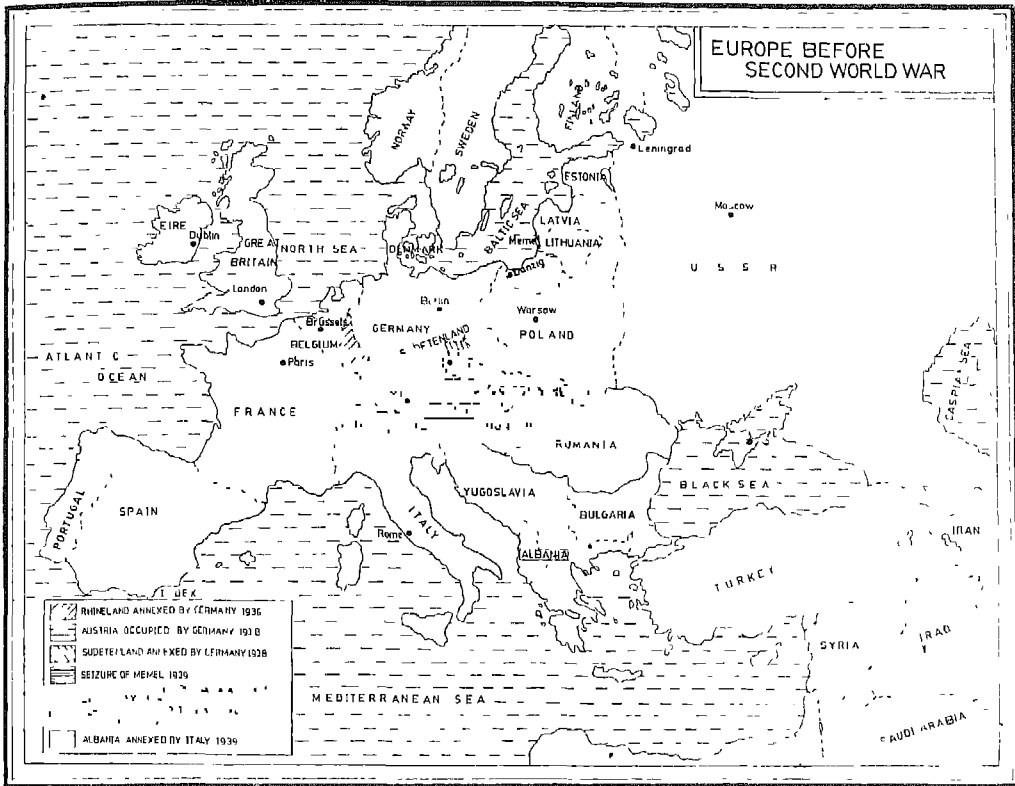 EUROPE BEFORE
SECOND WORLD WAR
NORWAY
SWEDEN
FINLAND
Leningrad
ESTONIA
Moscow
LATVIA
BALTIC SEA
EIRE
Dublin
GREAT
BRITAIN
NORTH SEA
DENMARK
LITHUANIA
Danzig
U S S R
London
Berlin
Warsaw
Brussels
GERMANY
POLAND
BELGIUM
Paris
ATLANTIC
OCEAN
CASPIAN SEA
FRANCE
RUMANIA
BLACK SEA
YUGOSLAVIA
SPAIN
PORTUGAL
ITALY
BULGARIA
Rome
ALBANIA
IRAN
TURKEY
IRAQ
SYRIA
MEDITERRANEAN SEA
SAUDI ARABIA
RHINELAND ANNEXED BY GERMANY 1936
AUSTRIA OCCUPIED BY GERMANY 1938
SUDETENLAND ANNEXED BY GERMANY 1938
SEIZURE OF MEMEL 1939
ALBANIA ANNEXED BY ITALY 1939